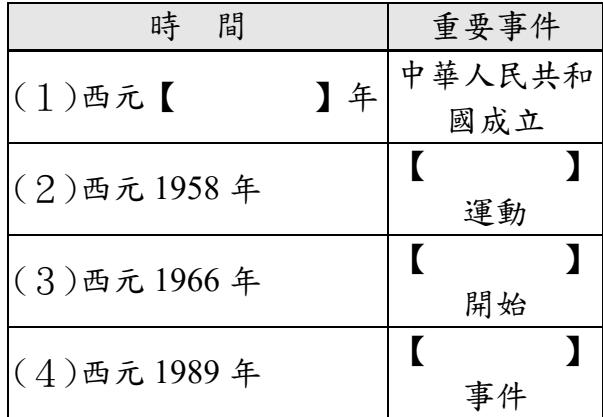 時 間 重要事件
（1）西元【 】年 中華人民共和
國成立
（2）西元 1958 年 【 】
運動
（3）西元 1966 年 【 】
開始
（4）西元 1989 年 【 】
事件